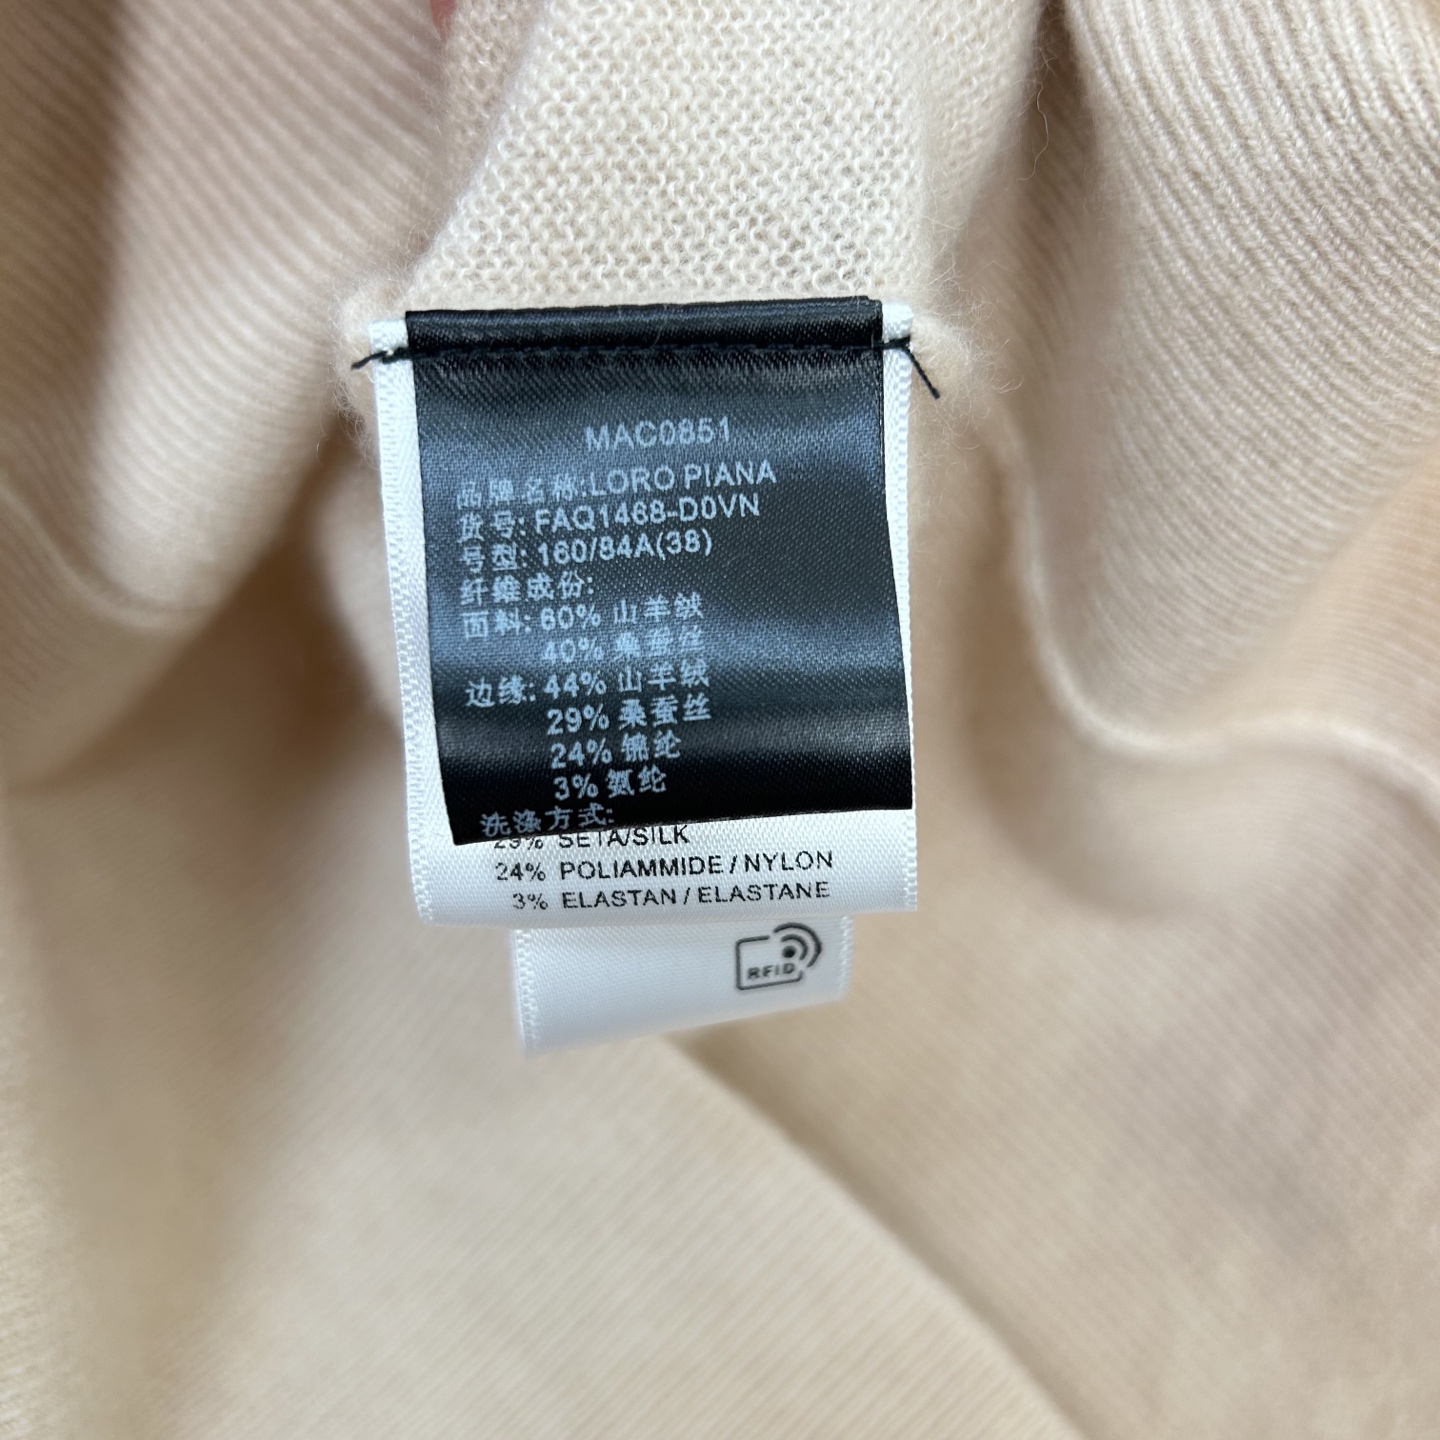 MAC0851
品牌名称:LORO PIANA
货号: FAQ1468-D0VN
号型: 160/84A(38)
纤维成份:
面料: 60% 山羊绒
40% 桑蚕丝
边缘: 44% 山羊绒
29% 桑蚕丝
24% 锦纶
3% 氨纶
洗涤方式:
29% SETA/SILK
24% POLIAMMIDE / NYLON
3% ELASTAN / ELASTANE
RFID